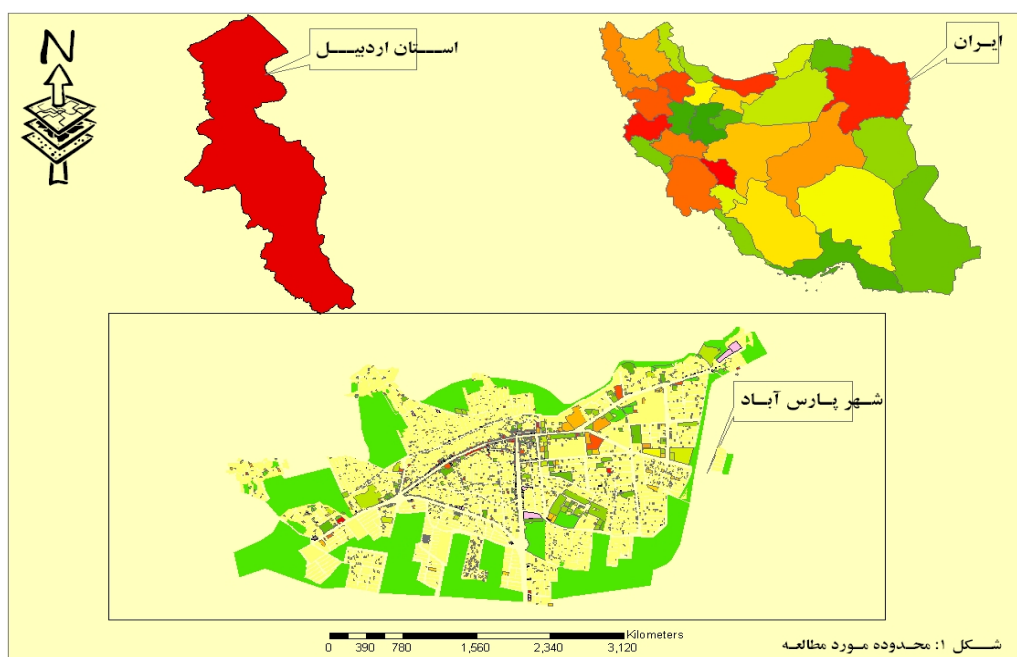 N
استان اردبیل
ایران
شهر پارس آباد
Kilometers
0 390 780 1,560 2,340 3,120
شکل ۱: محدوده مورد مطالعه